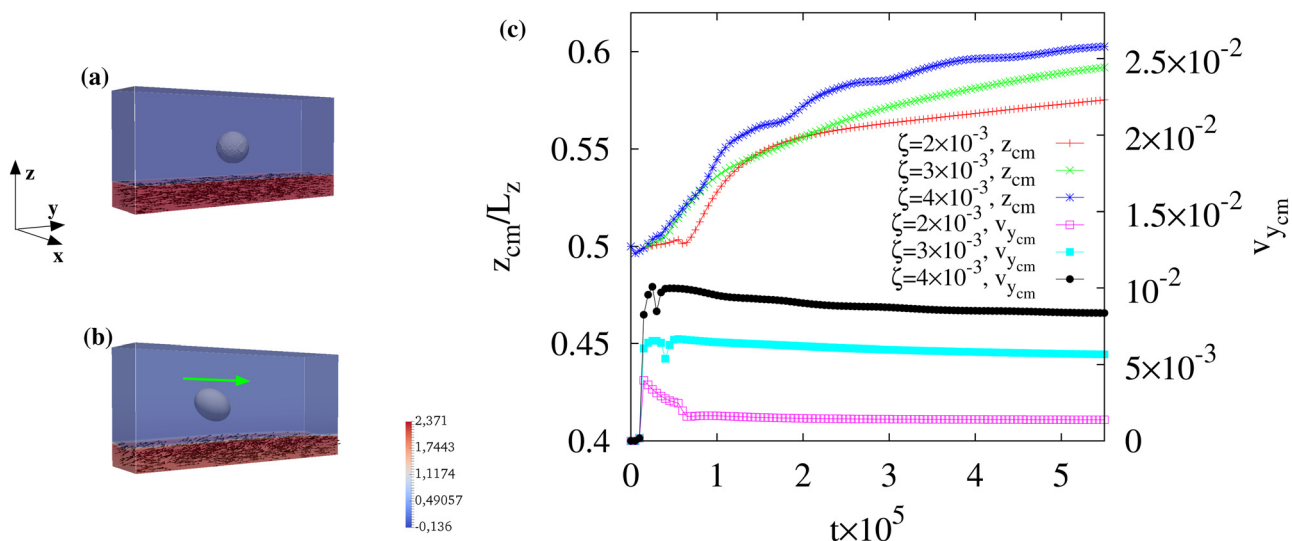 (a)
z
y
x
(b)
2,371
1,7443
1,1174
0,49057
-0,136
(c)
z_cm/L_z
0.6
0.55
0.5
0.45
0.4
ζ=2×10⁻³, z_cm
ζ=3×10⁻³, z_cm
ζ=4×10⁻³, z_cm
ζ=2×10⁻³, v_y_cm
ζ=3×10⁻³, v_y_cm
ζ=4×10⁻³, v_y_cm
2.5×10⁻²
2×10⁻²
1.5×10⁻²
10⁻²
5×10⁻³
0
v_y_cm
0 1 2 3 4 5
t×10⁵